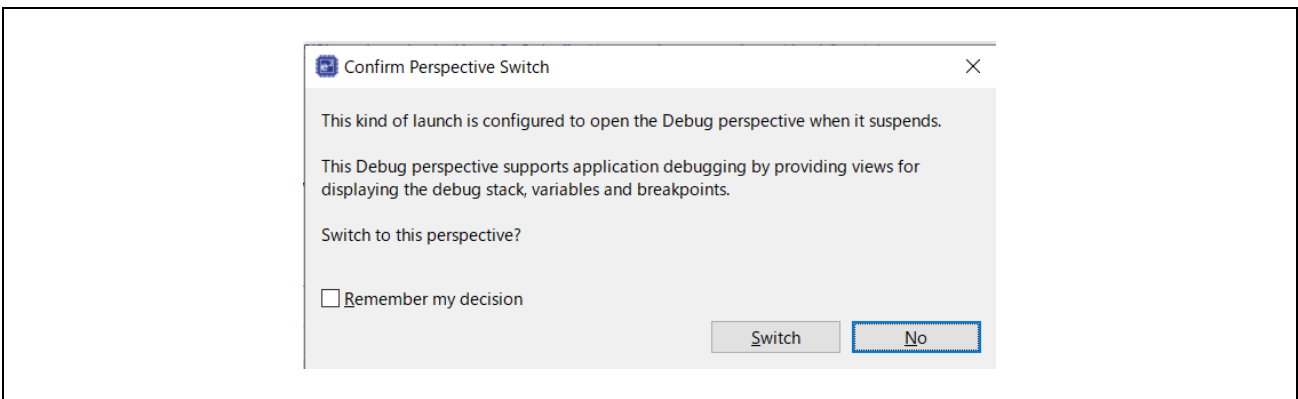 Confirm Perspective Switch
This kind of launch is configured to open the Debug perspective when it suspends.
This Debug perspective supports application debugging by providing views for
displaying the debug stack, variables and breakpoints.
Switch to this perspective?
Remember my decision
Switch
No